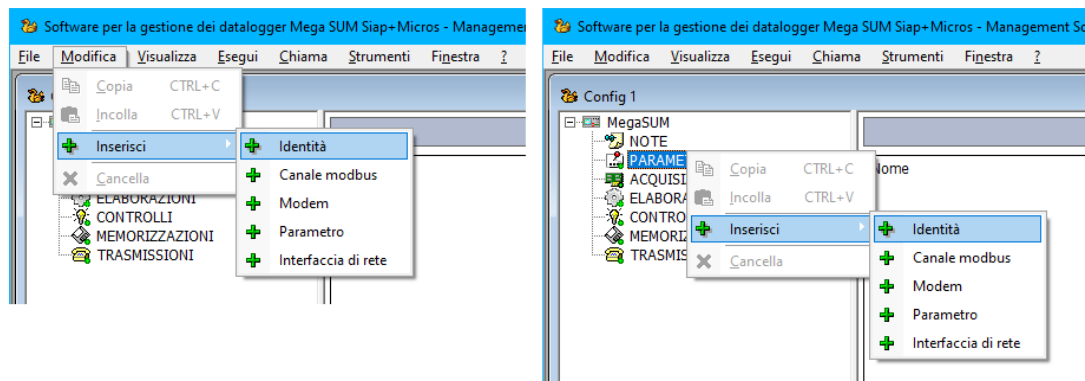 Software per la gestione dei datalogger Mega SUM Siap+Micros - Manageme
File Modifica Visualizza Esegui Chiama Strumenti Finestra ?
Copia CTRL+C
Incolla CTRL+V
Inserisci
Cancella
Identità
Canale modbus
Modem
Parametro
Interfaccia di rete
ELABORAZIONI
CONTROLLI
MEMORIZZAZIONI
TRASMISSIONI
Software per la gestione dei datalogger Mega SUM Siap+Micros - Management So
File Modifica Visualizza Esegui Chiama Strumenti Finestra ?
Config 1
MegaSUM
NOTE
PARAME
ACQUISI
ELABORA
CONTRO
MEMORIZ
TRASMIS
Nome
Copia CTRL+C
Incolla CTRL+V
Inserisci
Cancella
Identità
Canale modbus
Modem
Parametro
Interfaccia di rete